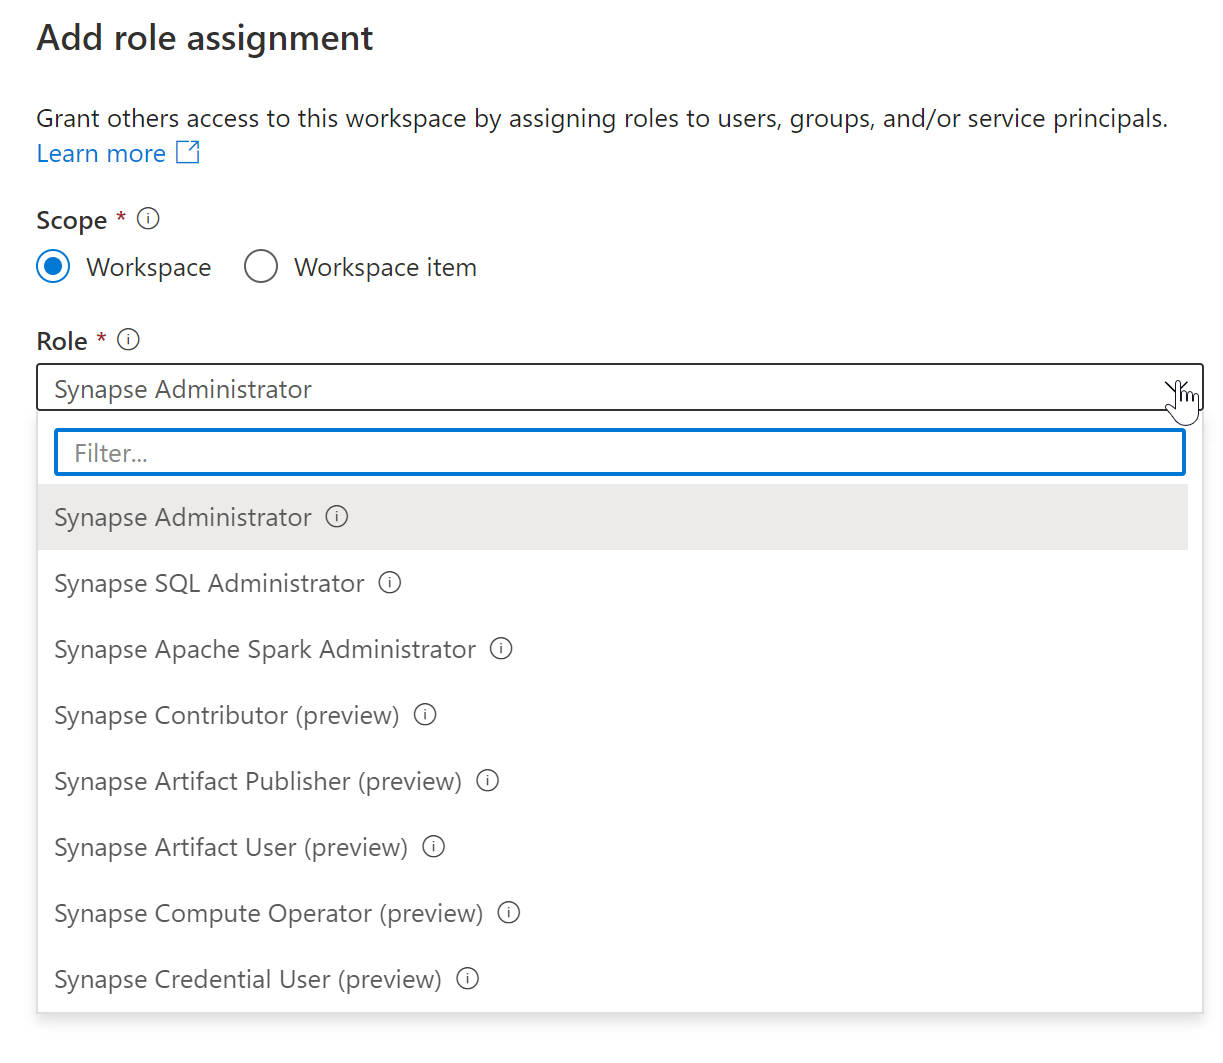 Add role assignment
Grant others access to this workspace by assigning roles to users, groups, and/or service principals.
Learn more
Scope *
Workspace Workspace item
Role *
Synapse Administrator
Filter...
Synapse Administrator
Synapse SQL Administrator
Synapse Apache Spark Administrator
Synapse Contributor (preview)
Synapse Artifact Publisher (preview)
Synapse Artifact User (preview)
Synapse Compute Operator (preview)
Synapse Credential User (preview)